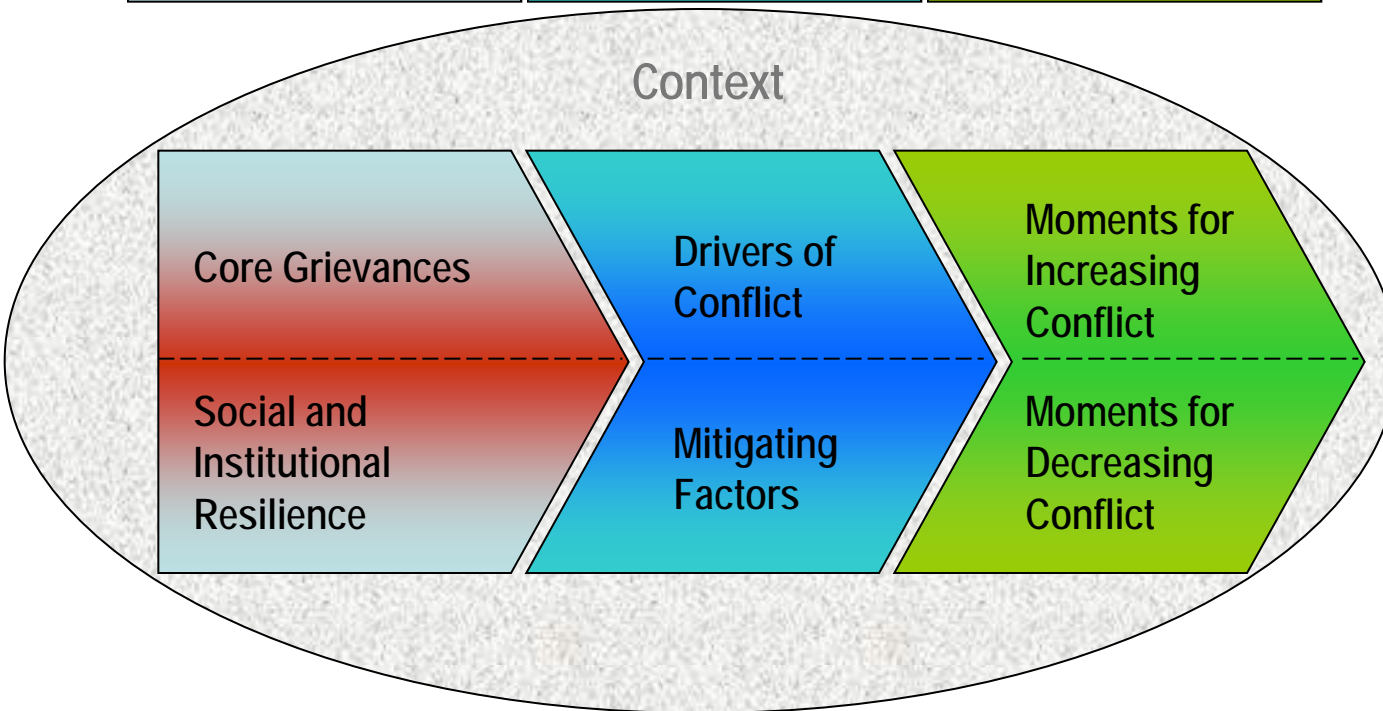 Context
Core Grievances
Social and
Institutional
Resilience
Drivers of
Conflict
Mitigating
Factors
Moments for
Increasing
Conflict
Moments for
Decreasing
Conflict